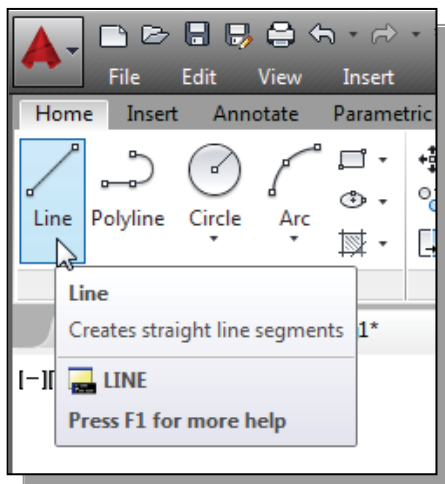 File Edit View Insert
Home Insert Annotate Parametric
Line Polyline Circle Arc
Line
Creates straight line segments 1*
[−][
LINE
Press F1 for more help